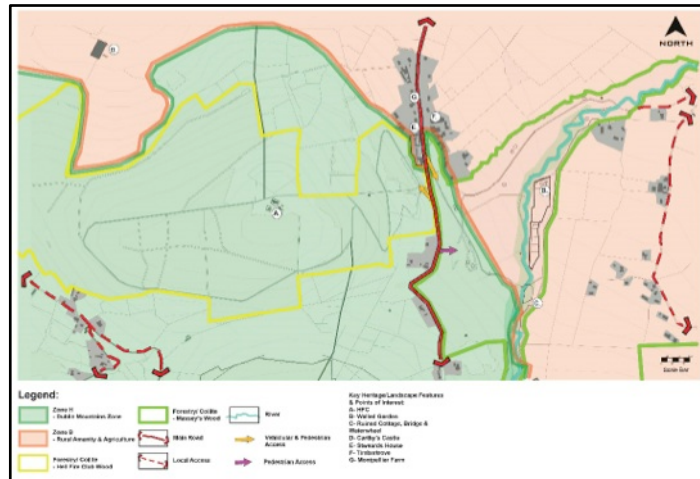 NORTH
D
G
E
F
B
A
C
Scale Bar
Legend:
Zone H
- Dublin Mountains Zone
Zone B
- Rural Amenity & Agriculture
Forestry/ Coillte
- Hell Fire Club Wood
Forestry/ Coillte
- Massey's Wood
Main Road
Local Access
River
Vehicular & Pedestrian
Access
Pedestrian Access
Key Heritage/Landscape Features
& Points of Interest:
A- HFC
B- Walled Garden
C- Ruined Cottage, Bridge &
Waterwheel
D- Carthy's Castle
E- Stewards House
F- Timbertrove
G- Montpellier Farm